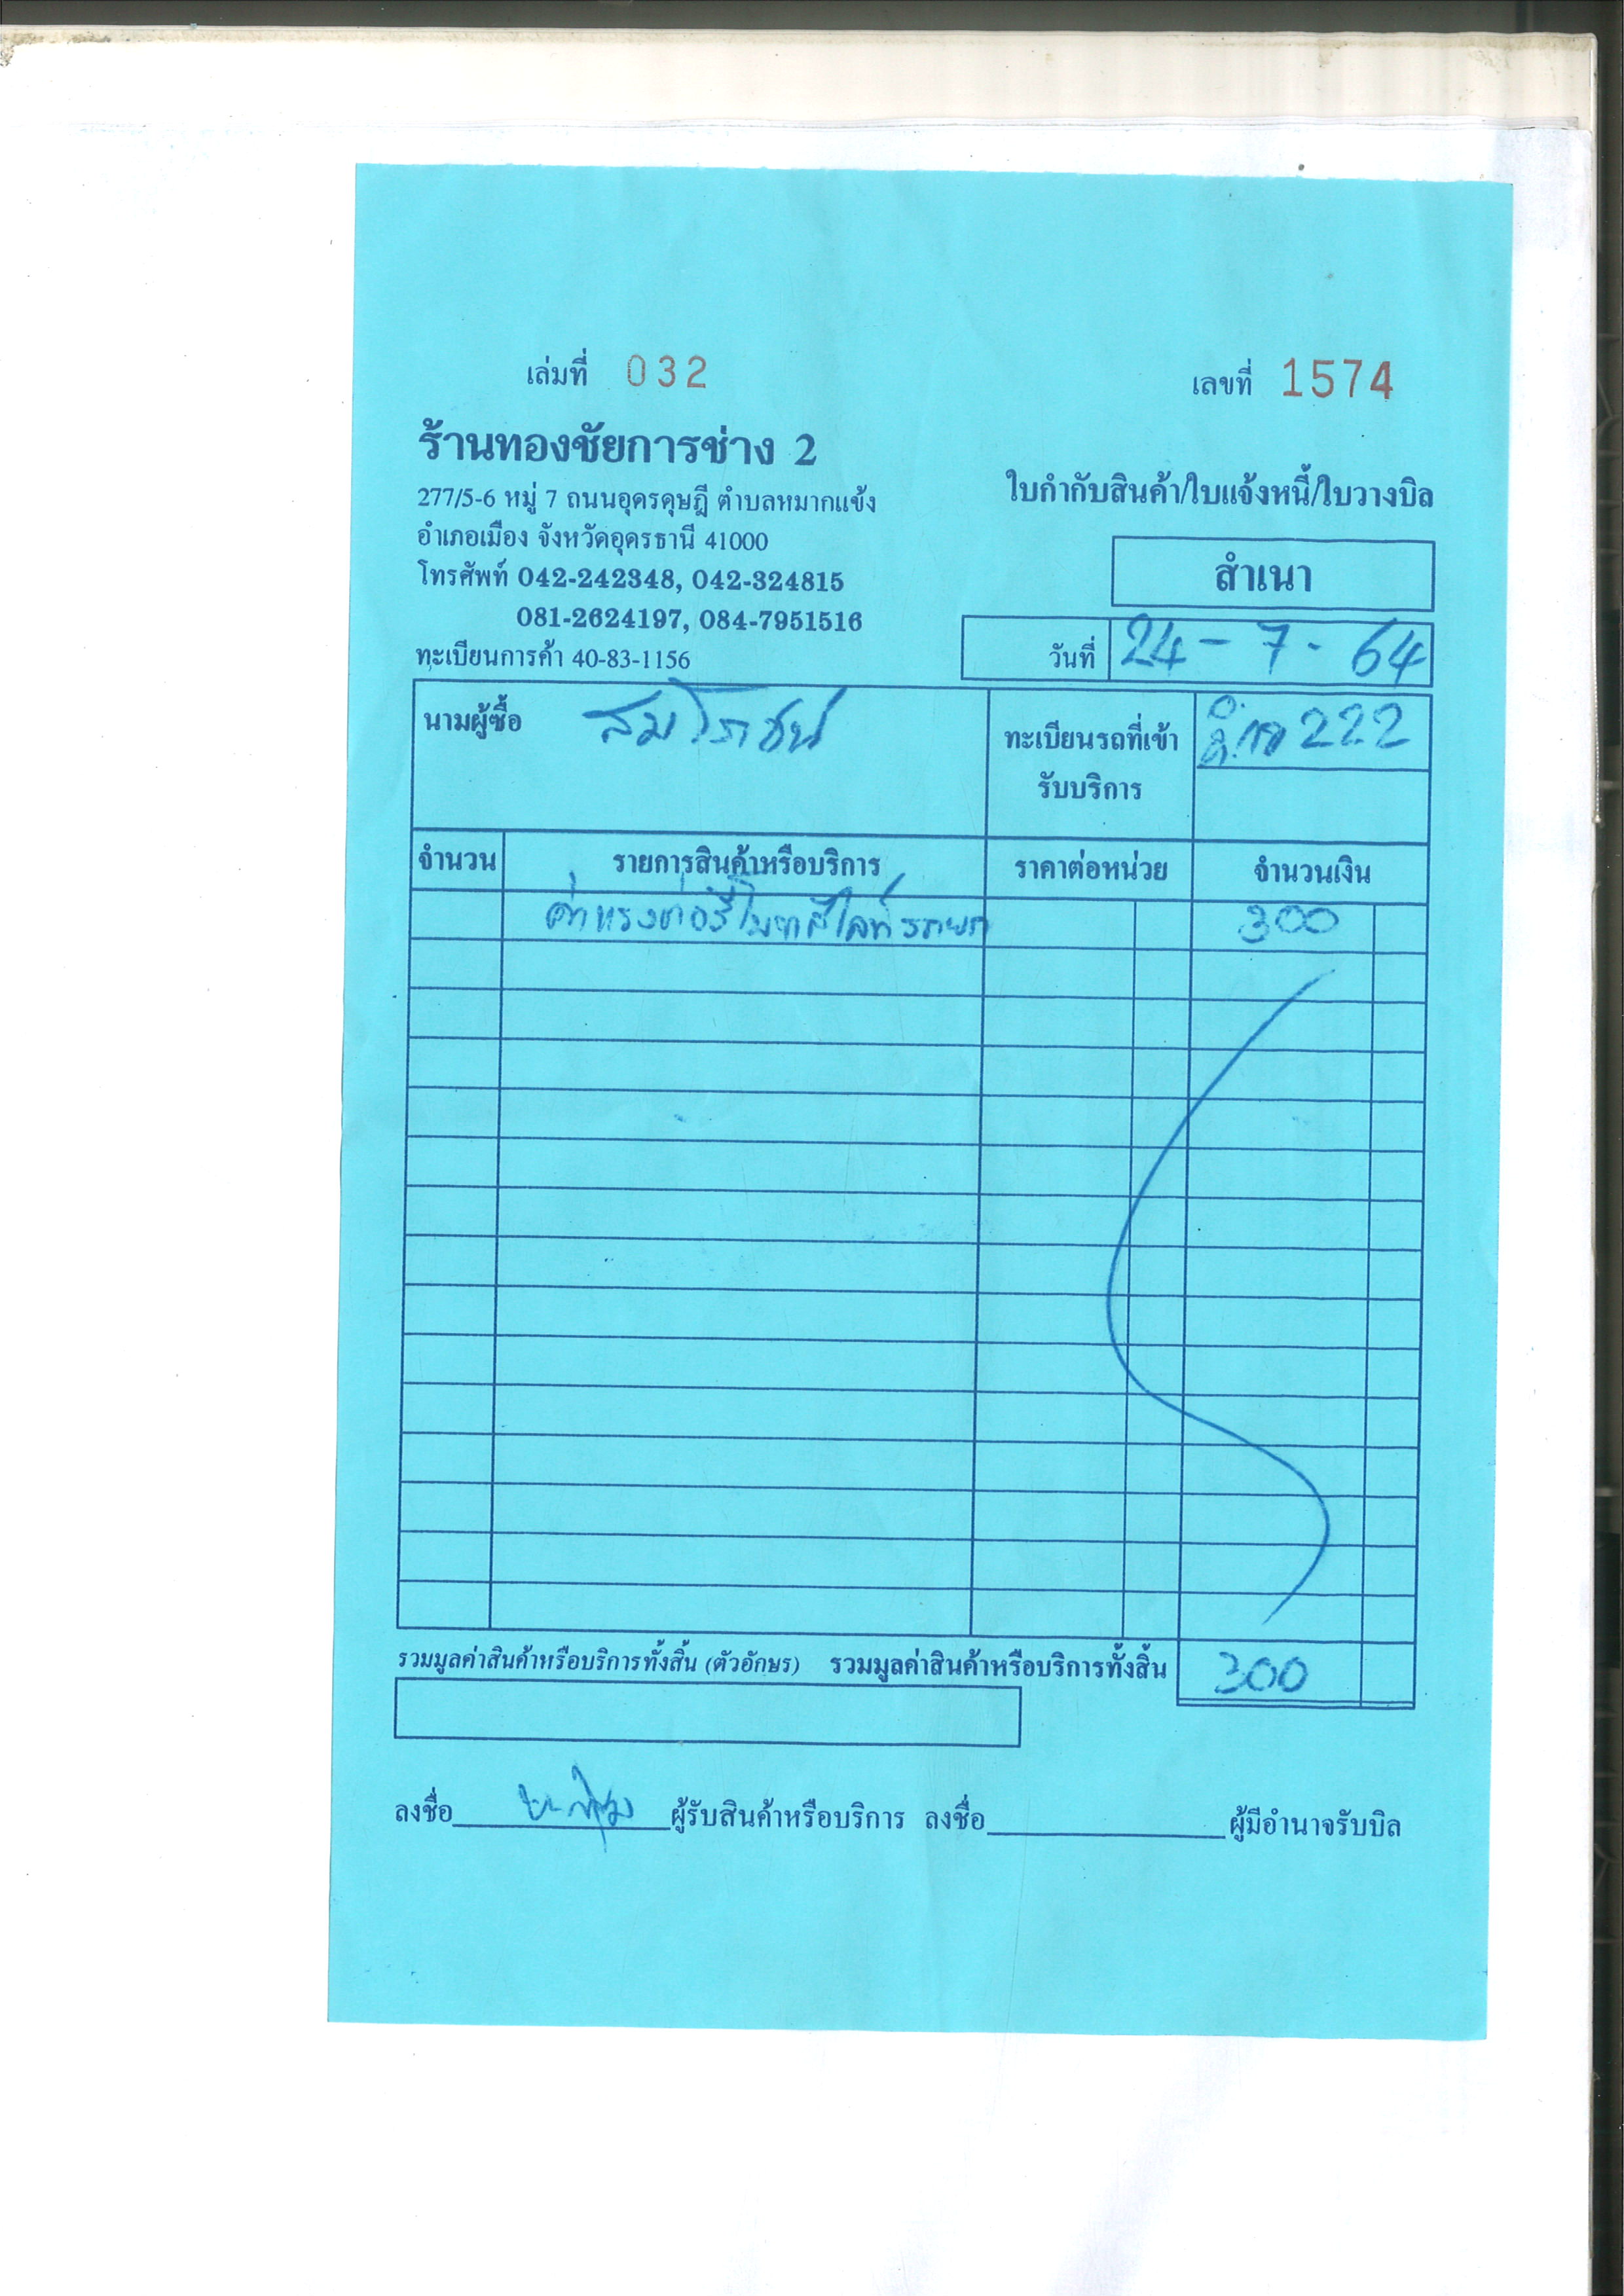 เล่มที่ 032
เลขที่ 1574
ร้านทองชัยการช่าง 2
277/5-6 หมู่ 7 ถนนอุดรดุษฎี ตำบลหมากแข้ง
อำเภอเมือง จังหวัดอุดรธานี 41000
โทรศัพท์ 042-242348, 042-324815
081-2624197, 084-7951516
ทะเบียนการค้า 40-83-1156
ใบกำกับสินค้า/ใบแจ้งหนี้/ใบวางบิล
สำเนา
วันที่ 24-7-64
นามผู้ซื้อ สมโภชน์
ทะเบียนรถที่เข้า 222
รับบริการ
จำนวน รายการสินค้าหรือบริการ ราคาต่อหน่วย จำนวนเงิน
ค่าแรง 300
รวมมูลค่าสินค้าหรือบริการทั้งสิ้น (ตัวอักษร) รวมมูลค่าสินค้าหรือบริการทั้งสิ้น 300
ลงชื่อ ผู้รับสินค้าหรือบริการ ลงชื่อ ผู้มีอำนาจรับบิล